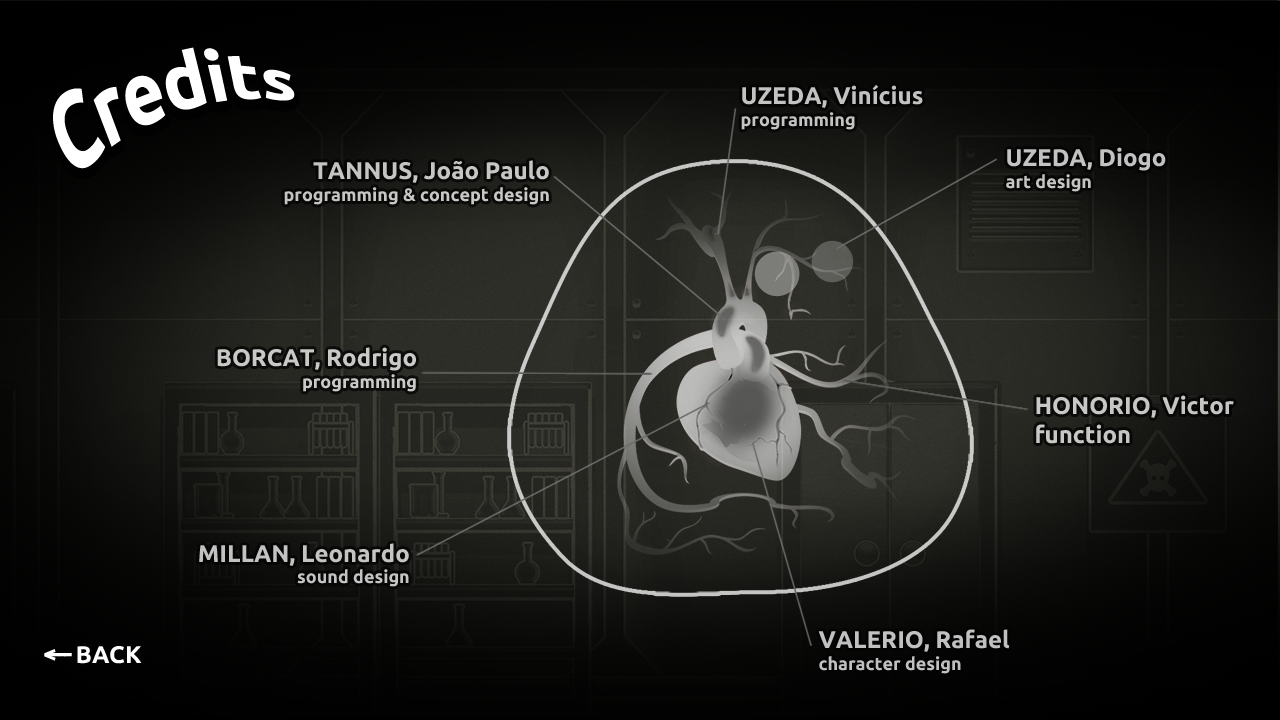 Credits
UZEDA, Vinícius
programming
UZEDA, Diogo
art design
TANNUS, João Paulo
programming & concept design
BORCAT, Rodrigo
programming
HONORIO, Victor
function
MILLAN, Leonardo
sound design
VALERIO, Rafael
character design
BACK